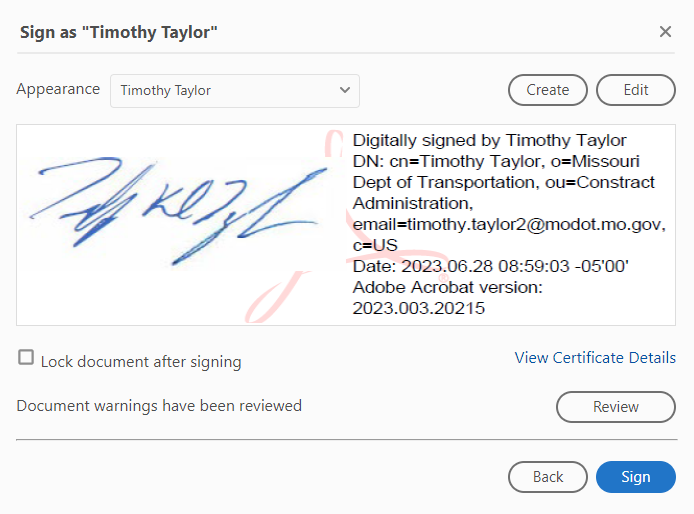 Sign as "Timothy Taylor"
Appearance
Timothy Taylor
Create
Edit
Digitally signed by Timothy Taylor
DN: cn=Timothy Taylor, o=Missouri
Dept of Transportation, ou=Constract
Administration,
email=timothy.taylor2@modot.mo.gov,
c=US
Date: 2023.06.28 08:59:03 -05'00'
Adobe Acrobat version:
2023.003.20215
Lock document after signing
View Certificate Details
Document warnings have been reviewed
Review
Back
Sign